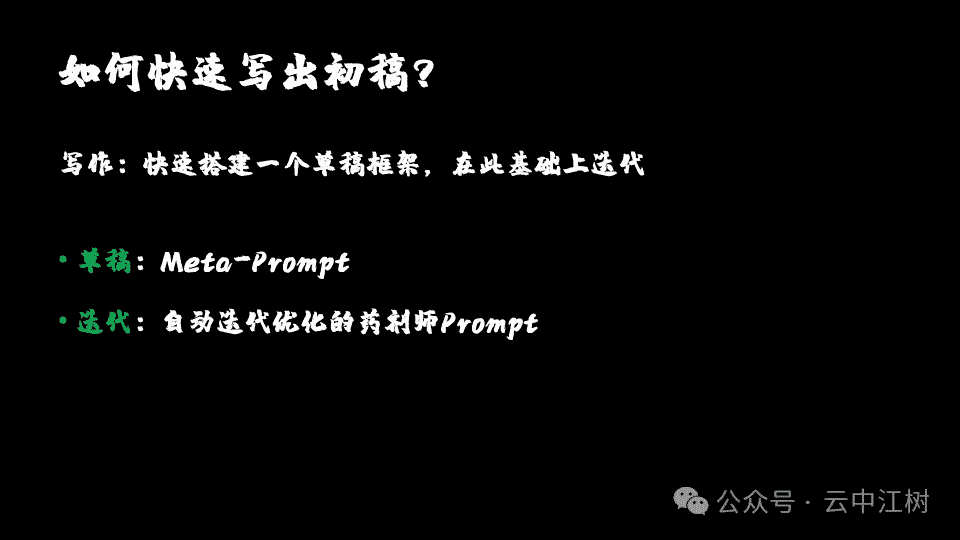 如何快速写出初稿？
写作：快速搭建一个草稿框架，在此基础上迭代
• 草稿：Meta-Prompt
• 迭代：自动迭代优化的药剂师Prompt
公众号 · 云中江树